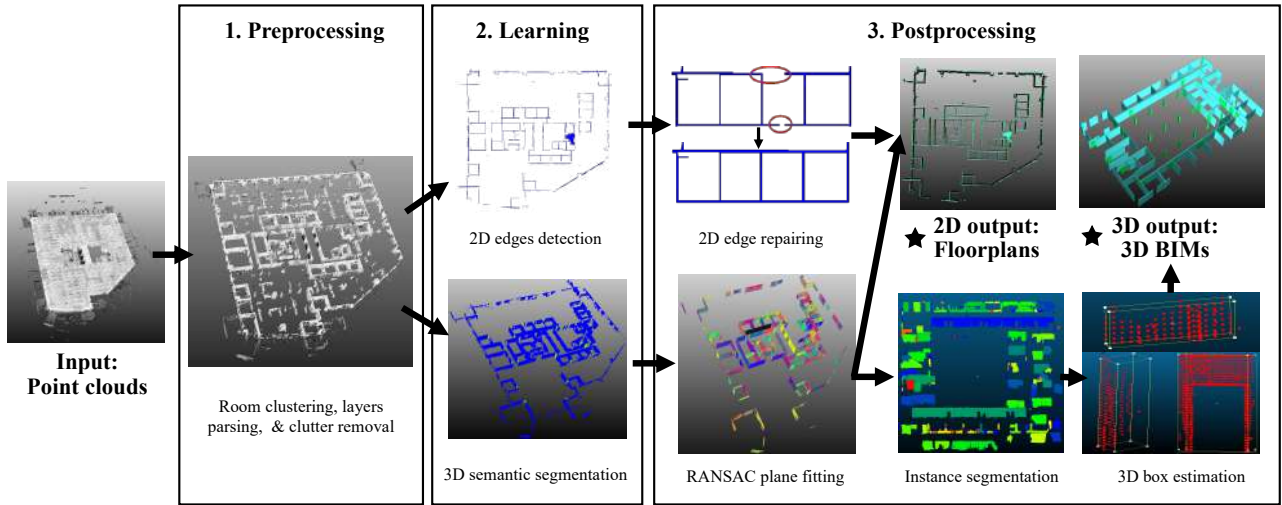 1. Preprocessing
2. Learning
3. Postprocessing
Input:
Point clouds
Room clustering, layers
parsing, & clutter removal
2D edges detection
3D semantic segmentation
2D edge repairing
RANSAC plane fitting
2D output:
Floorplans
3D output:
3D BIMs
Instance segmentation
3D box estimation